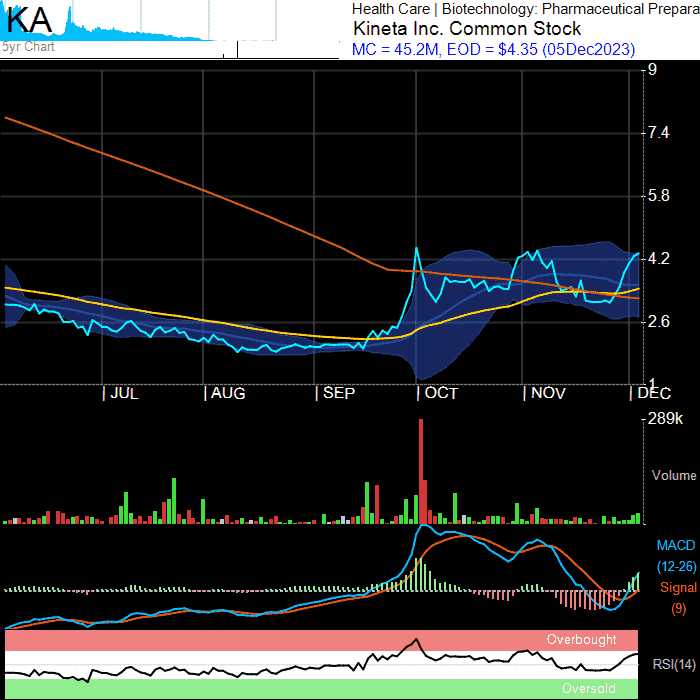 KA
5yr Chart
Health Care | Biotechnology: Pharmaceutical Prepara
Kineta Inc. Common Stock
MC = 45.2M, EOD = $4.35 (05Dec2023)
9
7.4
5.8
4.2
2.6
1
JUL
AUG
SEP
OCT
NOV
DEC
289k
Volume
MACD
(12-26)
Signal
(9)
Overbought
RSI(14)
Oversold